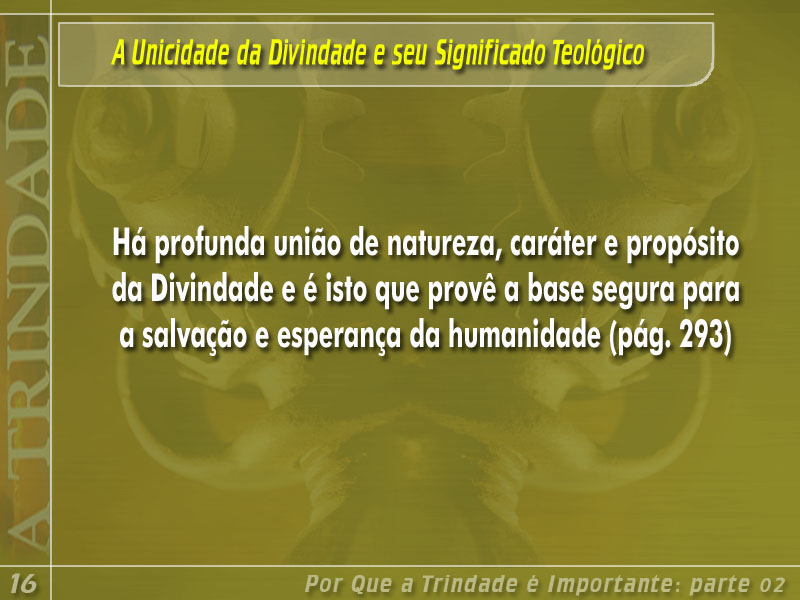 A Unicidade da Divindade e seu Significado Teológico
A TRINDADE
Há profunda união de natureza, caráter e propósito
da Divindade e é isto que provê a base segura para
a salvação e esperança da humanidade (pág. 293)
16
Por Que a Trindade é Importante: parte 02